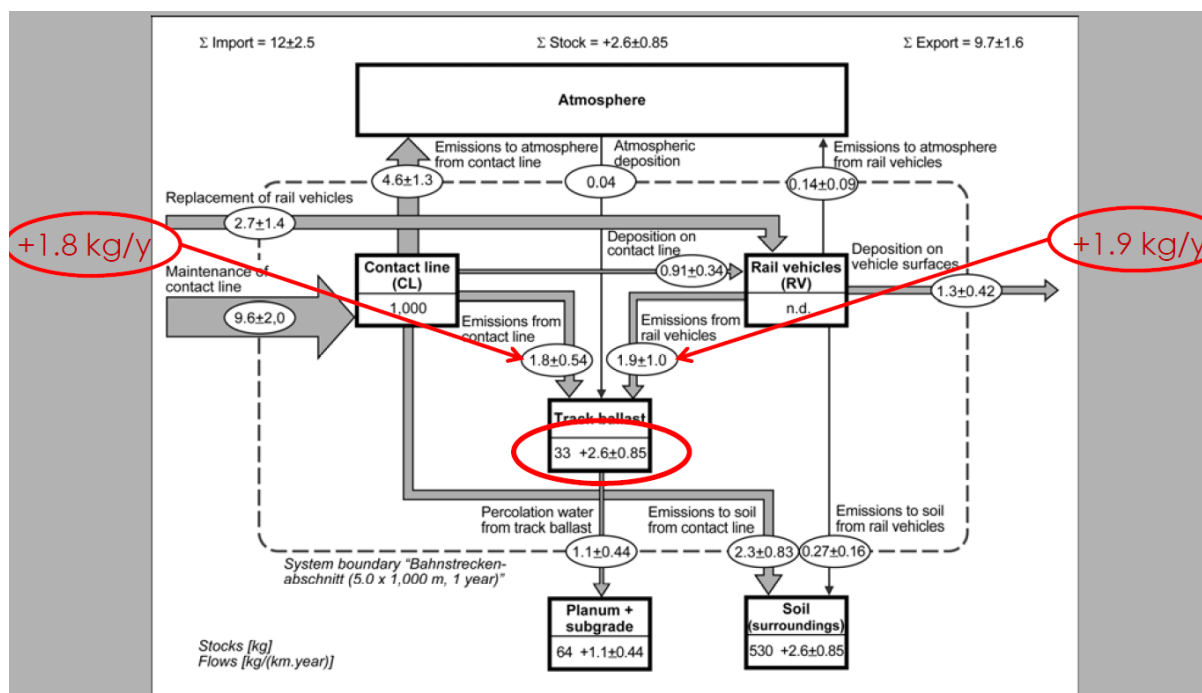 Σ Import = 12±2.5
Σ Stock = +2.6±0.85
Σ Export = 9.7±1.6
Atmosphere
Emissions to atmosphere
from contact line
4.6±1.3
Atmospheric
deposition
0.04
Emissions to atmosphere
from rail vehicles
0.14±0.09
Replacement of rail vehicles
2.7±1.4
+1.8 kg/y
+1.9 kg/y
Maintenance of
contact line
9.6±2,0
Contact line
(CL)
1,000
Deposition on
contact line
0.91±0.34
Rail vehicles
(RV)
n.d.
Deposition on
vehicle surfaces
1.3±0.42
Emissions from
contact line
1.8±0.54
Emissions from
rail vehicles
1.9±1.0
Track ballast
33 +2.6±0.85
Percolation water
from track ballast
1.1±0.44
Emissions to soil
from contact line
2.3±0.83
Emissions to soil
from rail vehicles
0.27±0.16
System boundary "Bahnstrecken-
abschnitt (5.0 x 1,000 m, 1 year)"
Planum +
subgrade
64 +1.1±0.44
Soil
(surroundings)
530 +2.6±0.85
Stocks [kg]
Flows [kg/(km.year)]